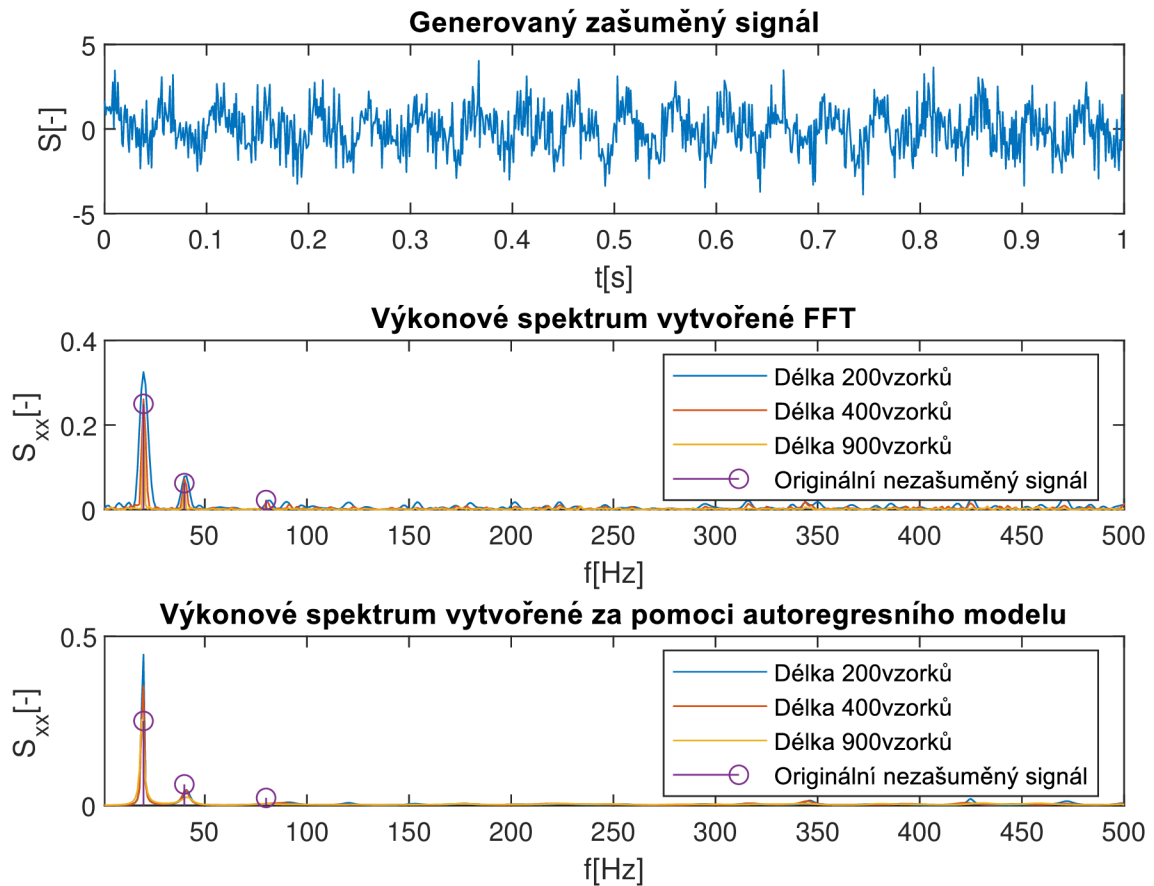 Generovaný zašuměný signál
5
0
-5
S[-]
0 0.1 0.2 0.3 0.4 0.5 0.6 0.7 0.8 0.9 1
t[s]
Výkonové spektrum vytvořené FFT
0.4
0.2
0
S_xx[-]
Délka 200vzorků
Délka 400vzorků
Délka 900vzorků
Originální nezašuměný signál
50 100 150 200 250 300 350 400 450 500
f[Hz]
Výkonové spektrum vytvořené za pomoci autoregresního modelu
0.5
0
S_xx[-]
Délka 200vzorků
Délka 400vzorků
Délka 900vzorků
Originální nezašuměný signál
50 100 150 200 250 300 350 400 450 500
f[Hz]